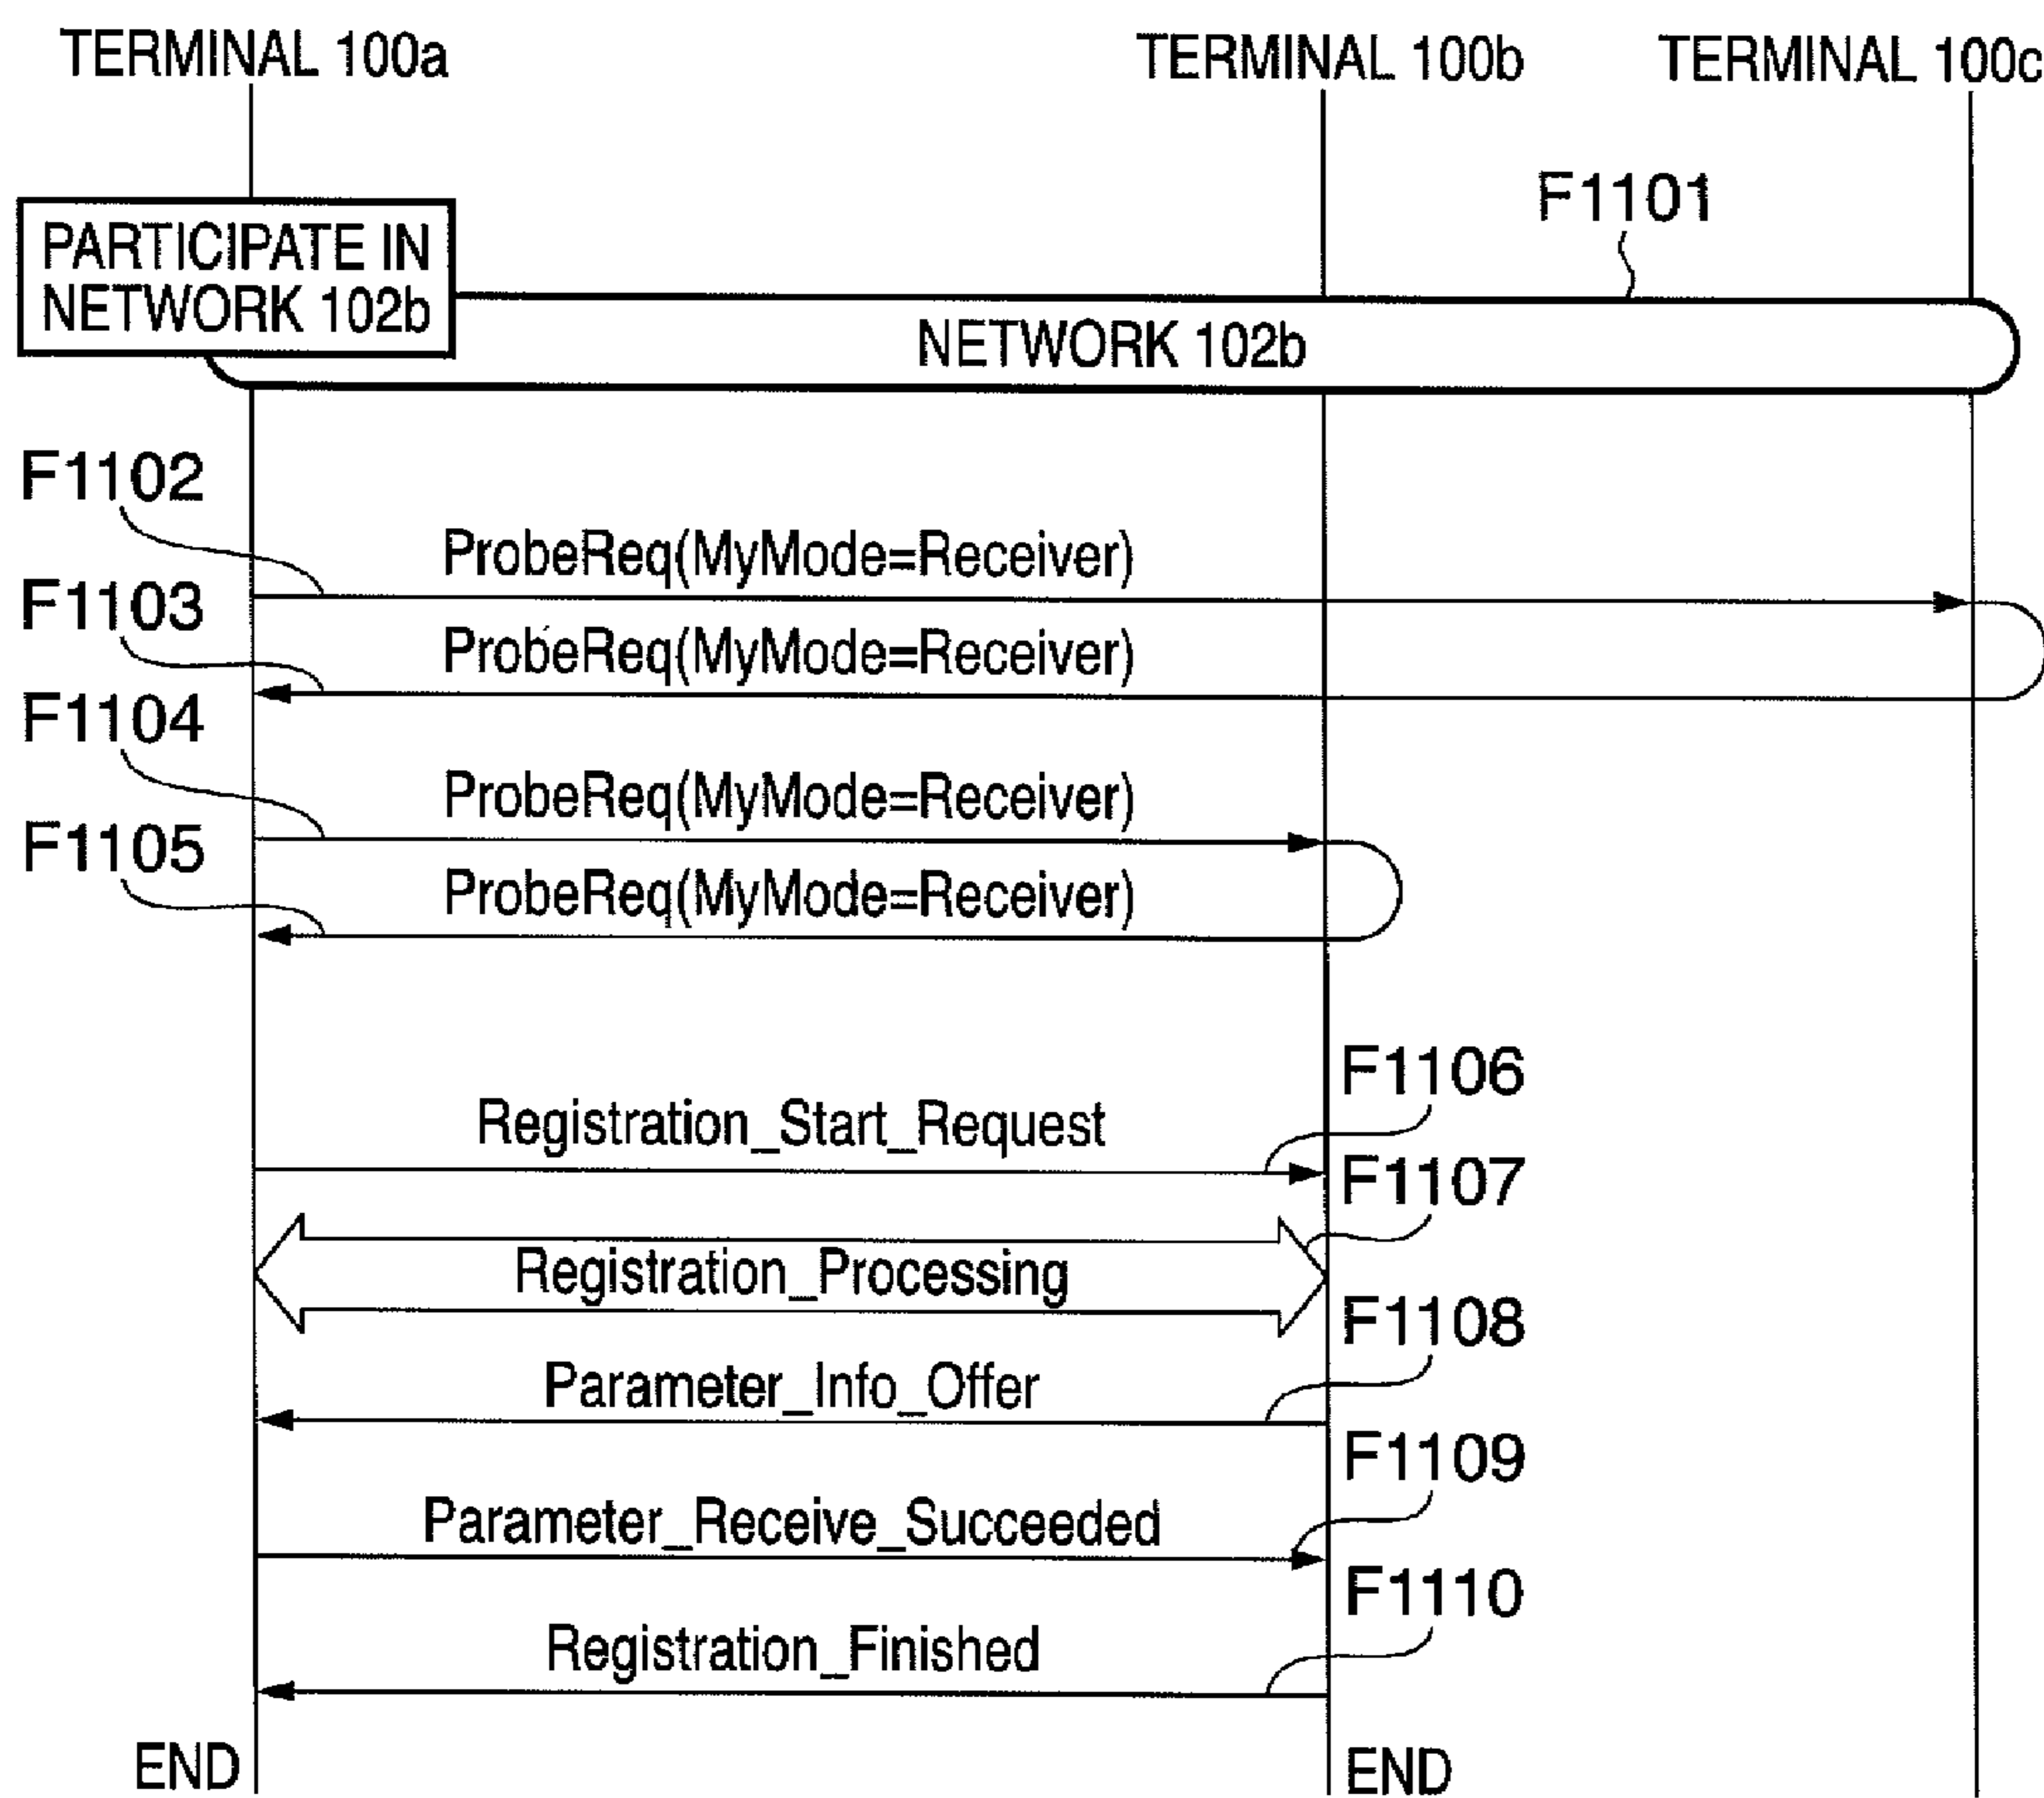 TERMINAL 100a
TERMINAL 100b
TERMINAL 100c
F1101
PARTICIPATE IN
NETWORK 102b
NETWORK 102b
F1102
ProbeReq(MyMode=Receiver)
F1103
ProbeReq(MyMode=Receiver)
F1104
ProbeReq(MyMode=Receiver)
F1105
ProbeReq(MyMode=Receiver)
F1106
Registration_Start_Request
F1107
Registration_Processing
F1108
Parameter_Info_Offer
F1109
Parameter_Receive_Succeeded
F1110
Registration_Finished
END
END